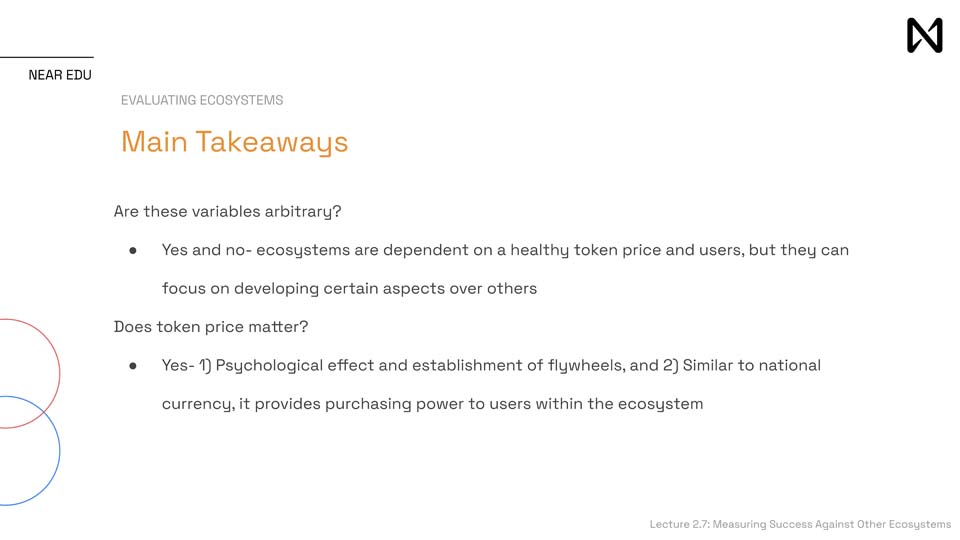 NEAR EDU
EVALUATING ECOSYSTEMS
Main Takeaways
Are these variables arbitrary?
● Yes and no- ecosystems are dependent on a healthy token price and users, but they can
focus on developing certain aspects over others
Does token price matter?
● Yes- 1) Psychological effect and establishment of flywheels, and 2) Similar to national
currency, it provides purchasing power to users within the ecosystem
Lecture 2.7: Measuring Success Against Other Ecosystems